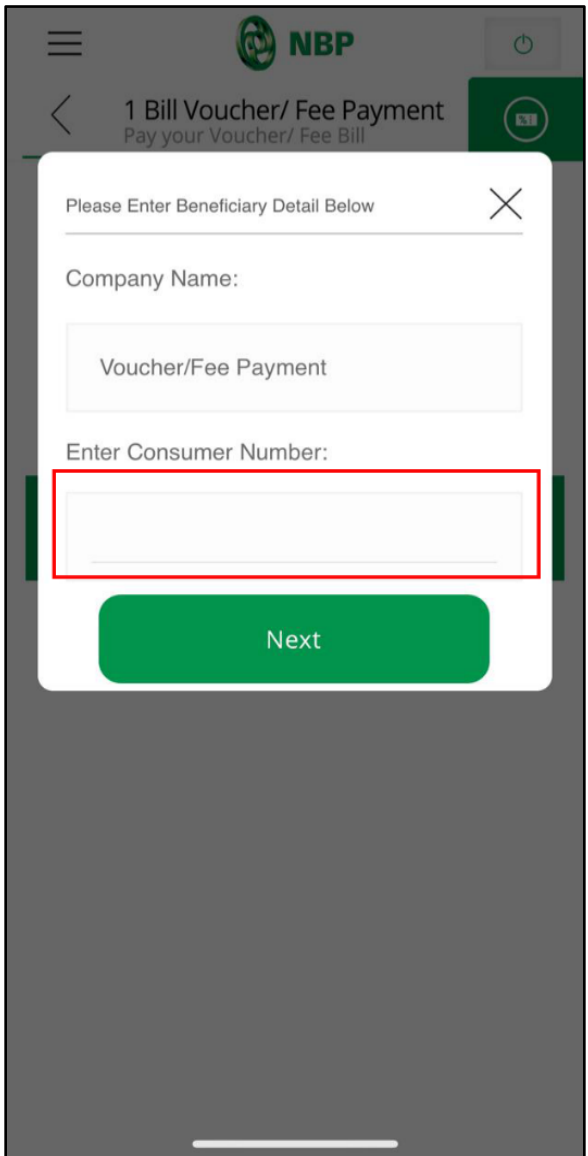 NBP
1 Bill Voucher/ Fee Payment
Pay your Voucher/ Fee Bill
Please Enter Beneficiary Detail Below
Company Name:
Voucher/Fee Payment
Enter Consumer Number:
Next